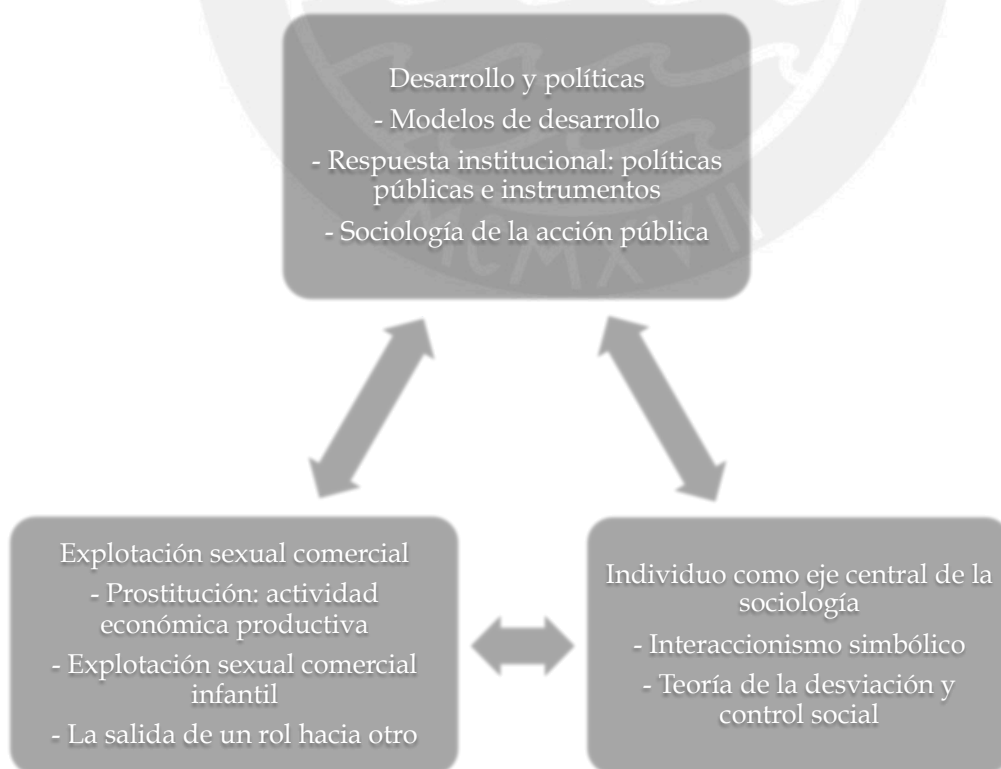 Desarrollo y políticas
- Modelos de desarrollo
- Respuesta institucional: políticas
públicas e instrumentos
- Sociología de la acción pública
MCMXVII
Explotación sexual comercial
- Prostitución: actividad
económica productiva
- Explotación sexual comercial
infantil
- La salida de un rol hacia otro
Individuo como eje central de la
sociología
- Interaccionismo simbólico
- Teoría de la desviación y
control social